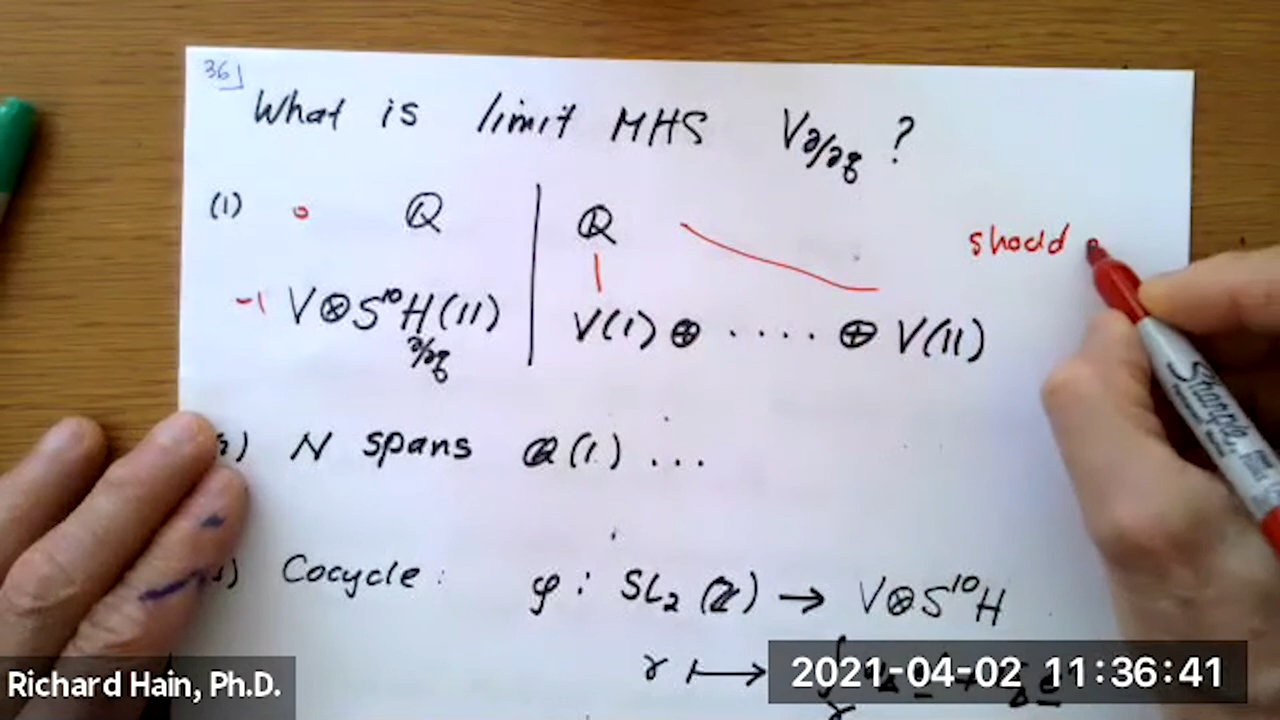 36
What is limit MHS V∂/∂q ?
(1) 0 Q | Q should
-1 V⊗S¹⁰H(11) | V(1) ⊕ ..... ⊕ V(11)
∂/∂q
) N spans Q(1) ...
) Cocycle: φ : SL₂(Z) → V⊗S¹⁰H
γ ↦ ∫
γ
Richard Hain, Ph.D.
2021-04-02 11:36:41
Sharpie